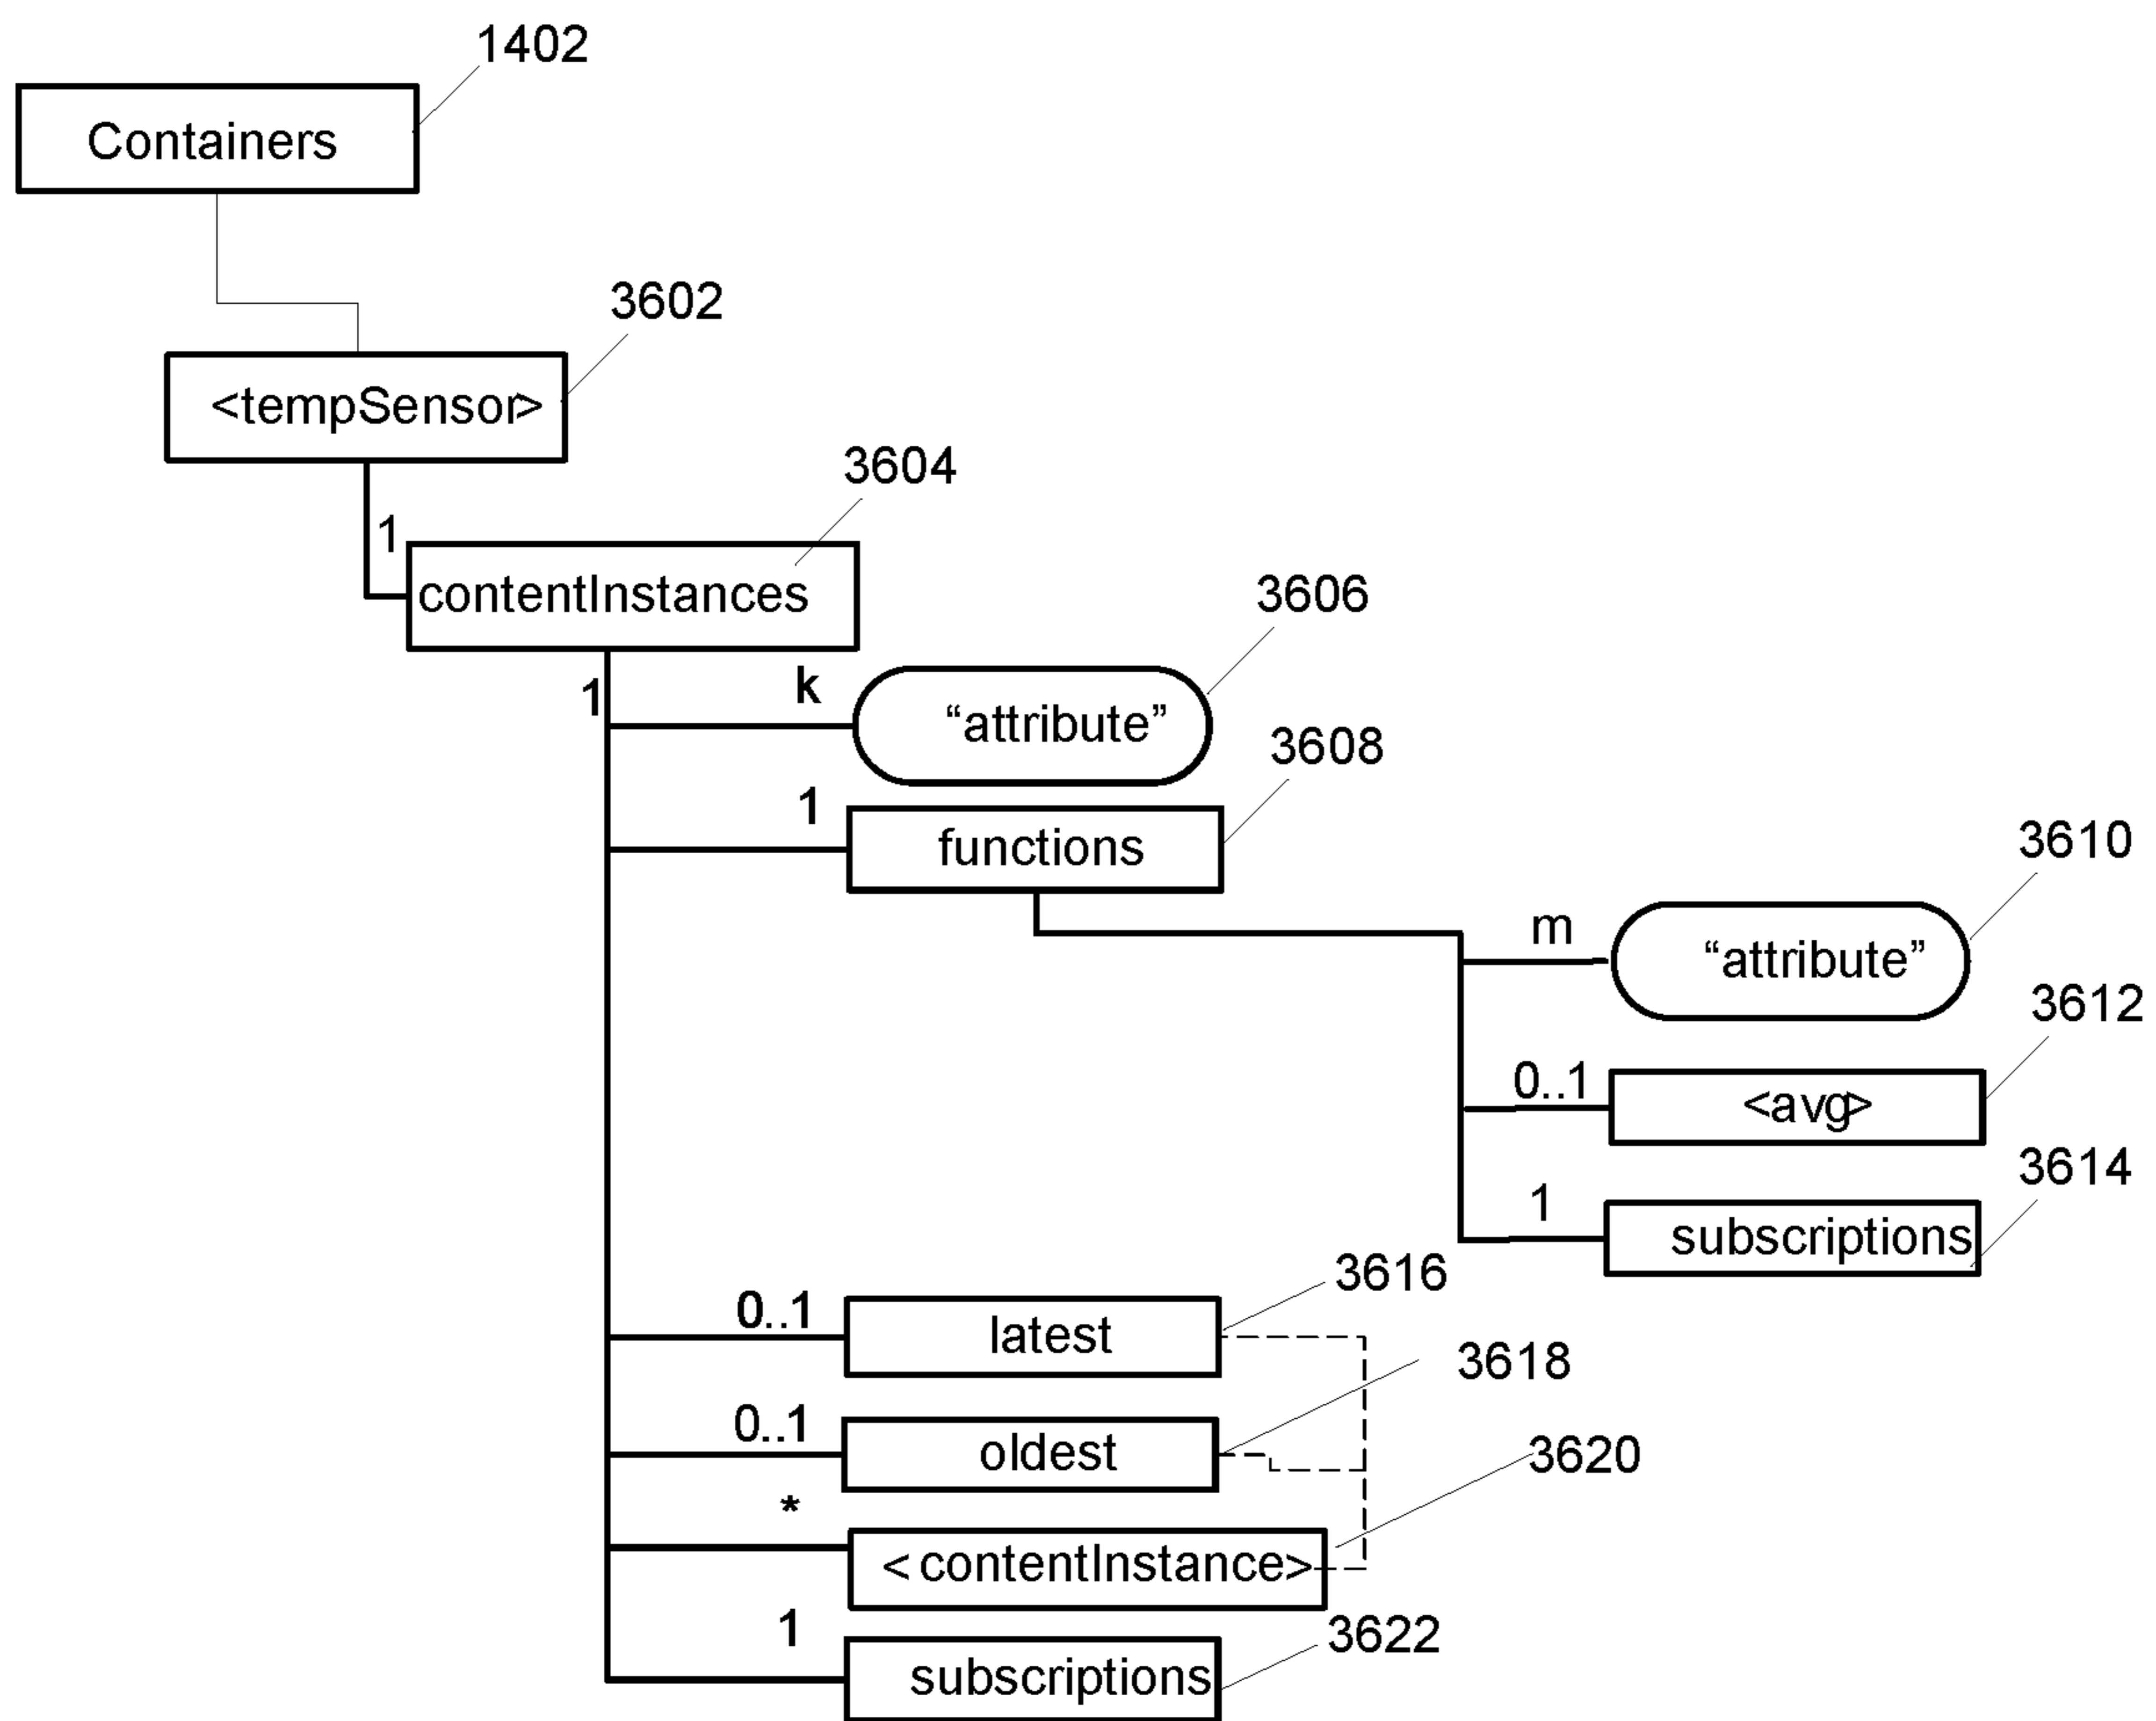 1402
Containers
3602
<tempSensor>
3604
1
contentInstances
3606
1
k
“attribute”
3608
1
functions
3610
m
“attribute”
3612
0..1
<avg>
3614
1
subscriptions
3616
0..1
latest
3618
0..1
oldest
3620
*
<contentInstance>
3622
1
subscriptions